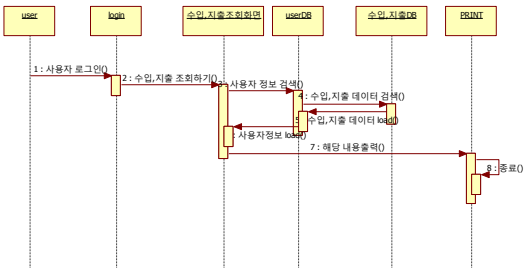 user
login
수입,지출조회화면
userDB
수입,지출DB
PRINT
1 : 사용자 로그인()
2 : 수입,지출 조회하기()
3 : 사용자 정보 검색()
4 : 수입,지출 데이터 검색()
5 수입,지출 데이터 load()
: 사용자정보 load()
7 : 해당 내용출력()
8 : 종료()